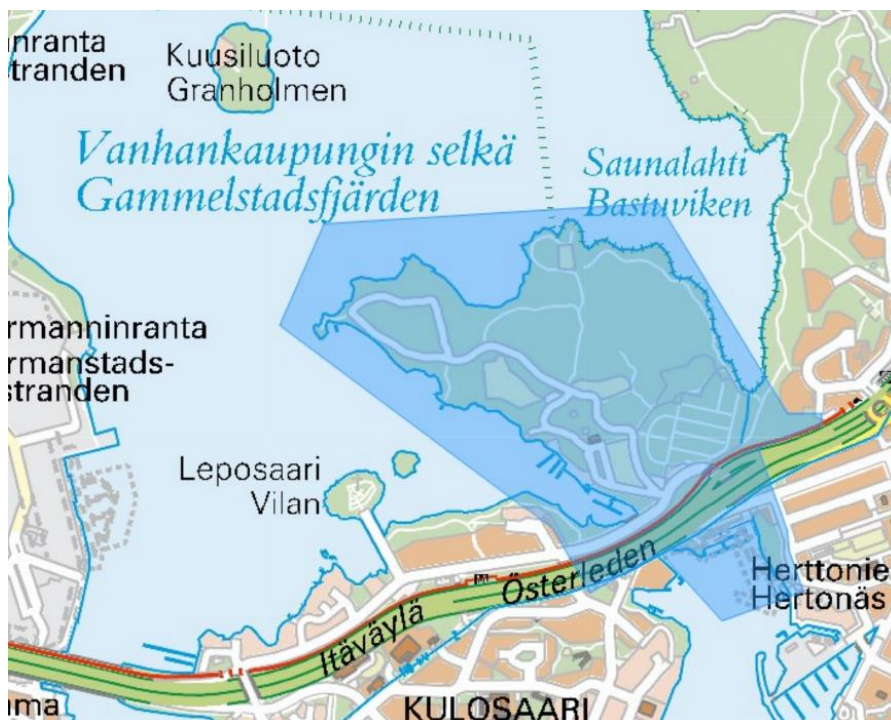 nranta
tranden
Kuusiluoto
Granholmen
Vanhankaupungin selkä
Gammelstadsfjärden
Saunalahti
Bastuviken
rmanninranta
rmanstads-
stranden
Leposaari
Vilan
Itäväylä
Österleden
Herttonie
Hertonäs
KULOSAARI
ma